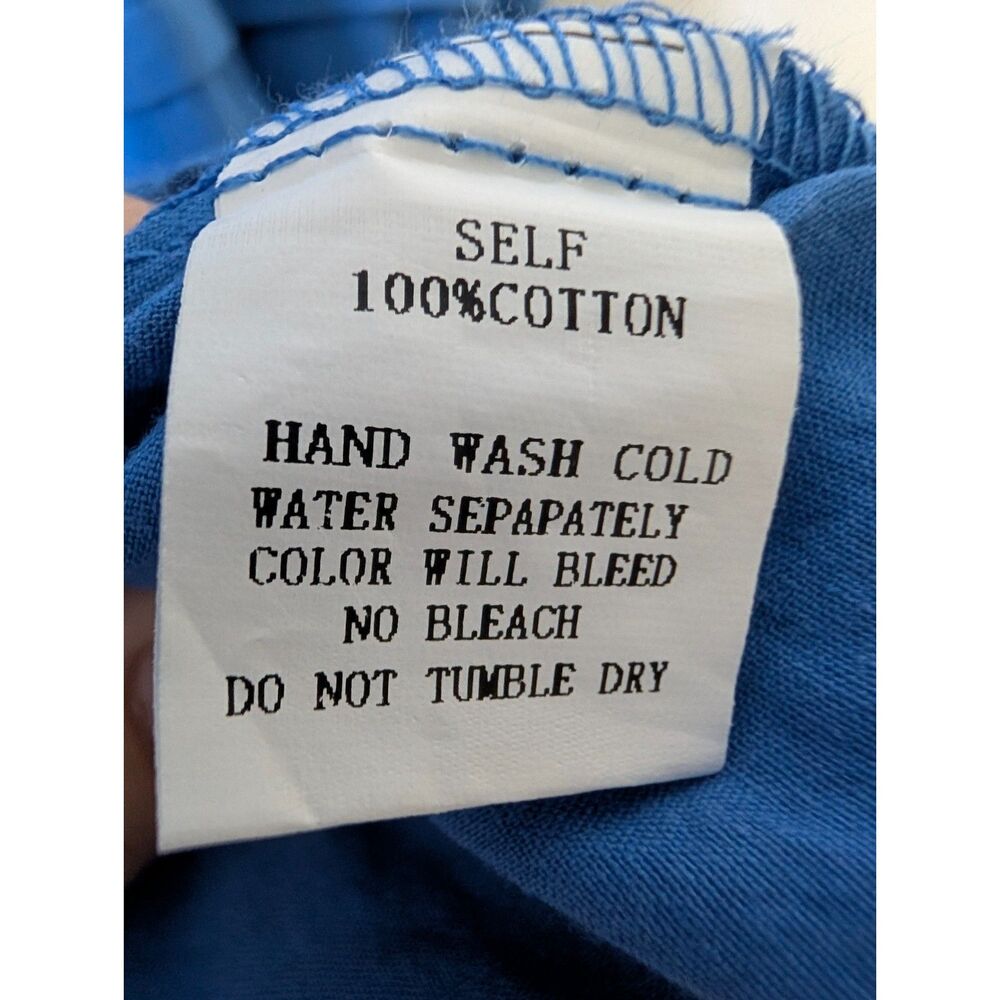 SELF
100%COTTON
HAND WASH COLD
WATER SEPAPATELY
COLOR WILL BLEED
NO BLEACH
DO NOT TUMBLE DRY